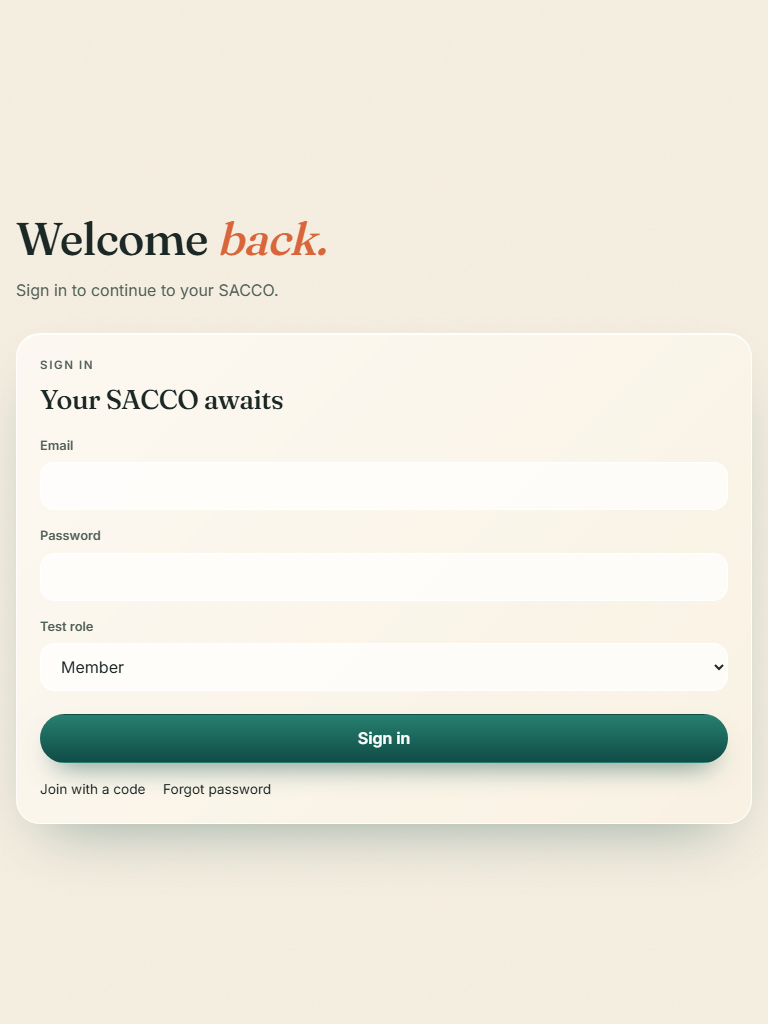 Welcome back.
Sign in to continue to your SACCO.
SIGN IN
Your SACCO awaits
Email
Password
Test role
Member
Sign in
Join with a code Forgot password